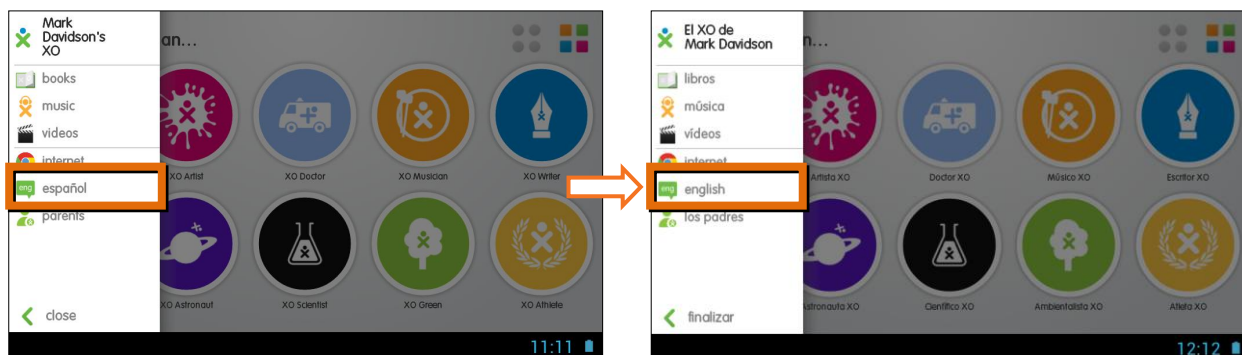 Mark
Davidson's
XO
an...
books
music
videos
internet
eng español
parents
close
XO Artist
XO Doctor
XO Musician
XO Writer
XO Astronaut
XO Scientist
XO Green
XO Athlete
11:11
El XO de
Mark Davidson
n...
libros
música
vídeos
internet
eng english
los padres
finalizar
Artista XO
Doctor XO
Músico XO
Escritor XO
Astronauta XO
Científico XO
Ambientalista XO
Atleta XO
12:12